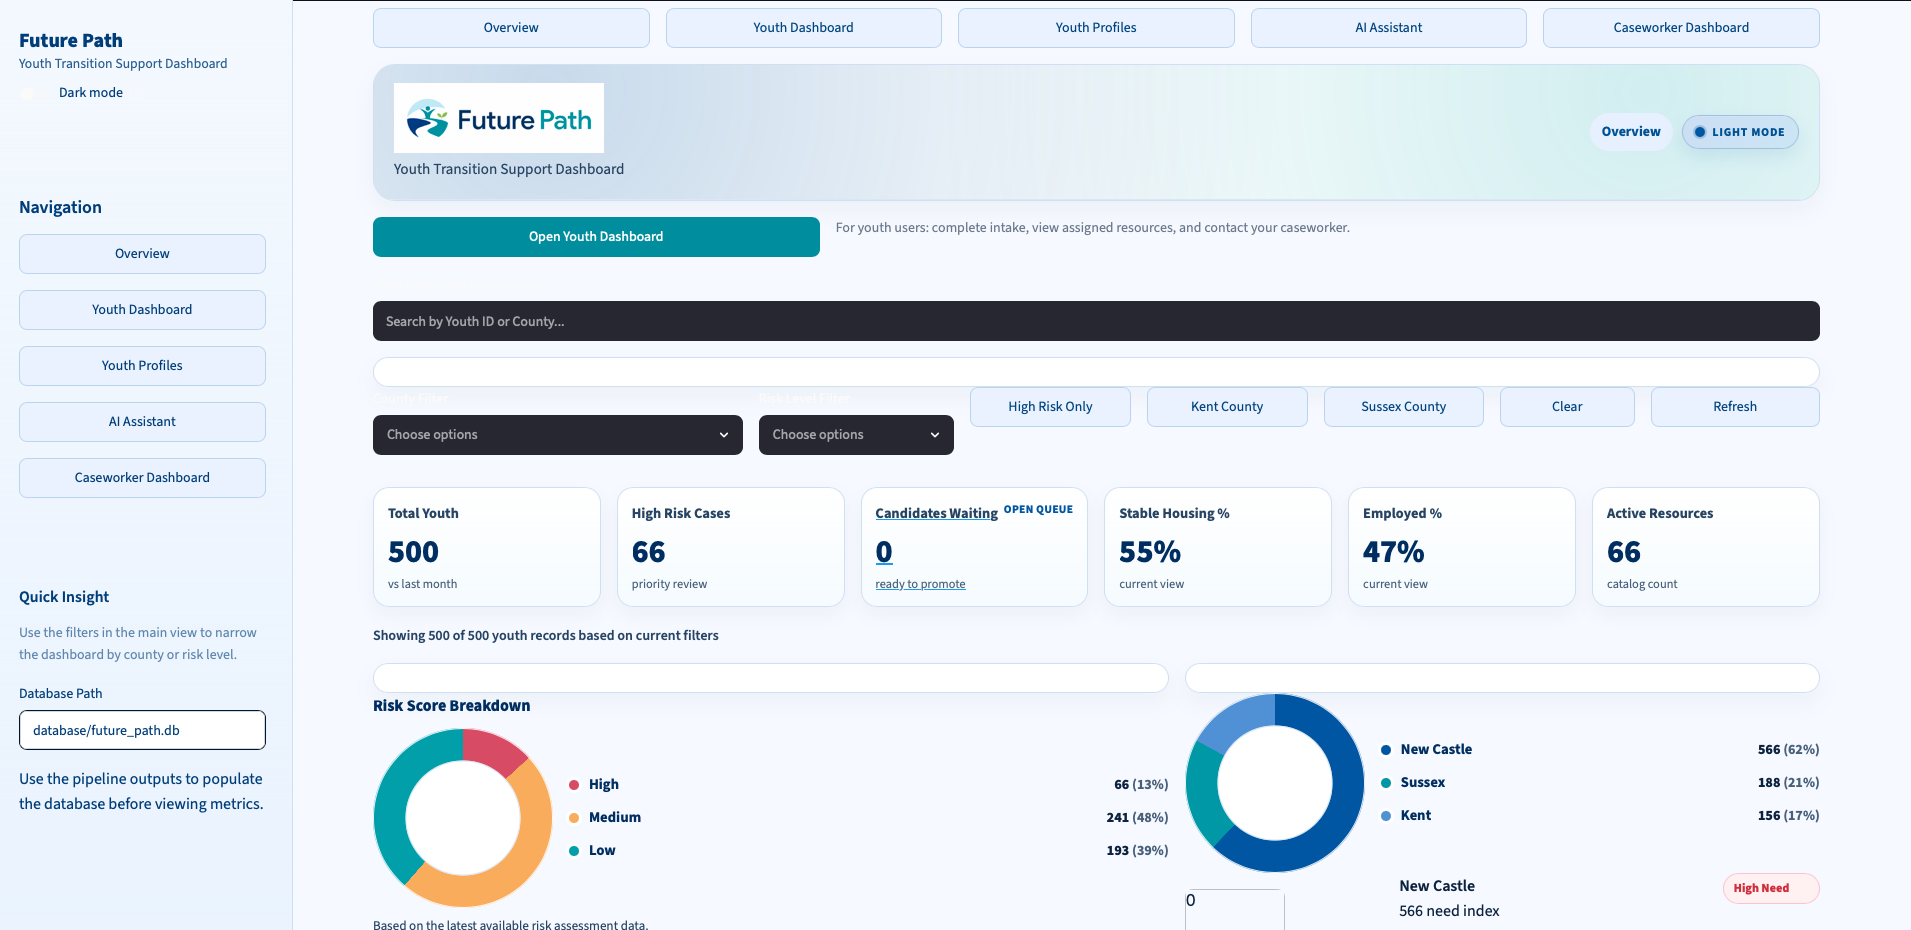 Future Path
Youth Transition Support Dashboard
Dark mode
Navigation
Overview
Youth Dashboard
Youth Profiles
AI Assistant
Caseworker Dashboard
Quick Insight
Use the filters in the main view to narrow
the dashboard by county or risk level.
Database Path
database/future_path.db
Use the pipeline outputs to populate
the database before viewing metrics.
Overview
Youth Dashboard
Youth Profiles
AI Assistant
Caseworker Dashboard
Future Path
Youth Transition Support Dashboard
Overview
LIGHT MODE
Open Youth Dashboard
For youth users: complete intake, view assigned resources, and contact your caseworker.
Search by Youth ID or County...
County Filter
Risk Level Filter
Choose options
Choose options
High Risk Only
Kent County
Sussex County
Clear
Refresh
Total Youth
500
vs last month
High Risk Cases
66
priority review
Candidates Waiting OPEN QUEUE
0
ready to promote
Stable Housing %
55%
current view
Employed %
47%
current view
Active Resources
66
catalog count
Showing 500 of 500 youth records based on current filters
Risk Score Breakdown
High 66 (13%)
Medium 241 (48%)
Low 193 (39%)
Based on the latest available risk assessment data.
New Castle 566 (62%)
Sussex 188 (21%)
Kent 156 (17%)
0
New Castle
566 need index
High Need